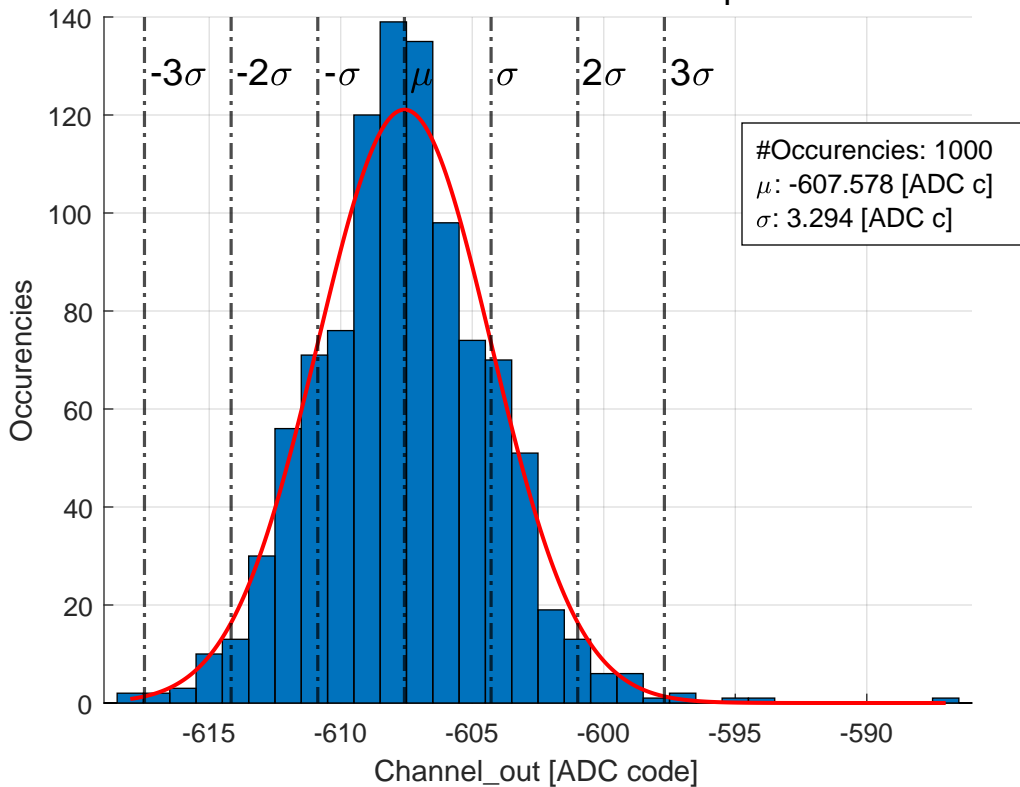 140
120
100
80
60
40
20
0
-3σ -2σ -σ μ σ 2σ 3σ
#Occurencies: 1000
μ: -607.578 [ADC c]
σ: 3.294 [ADC c]
Occurencies
-615 -610 -605 -600 -595 -590
Channel_out [ADC code]